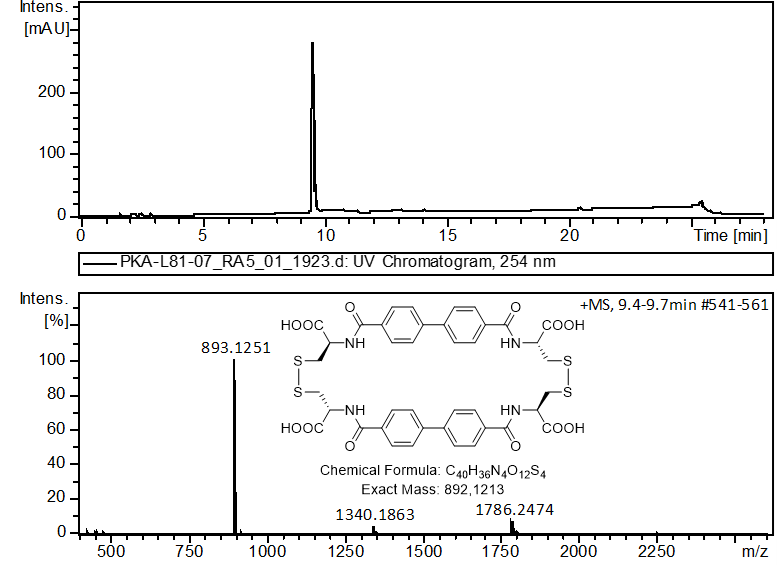 Intens.
[mAU]
200
100
0
0 5 10 15 20 Time [min]
PKA-L81-07_RA5_01_1923.d: UV Chromatogram, 254 nm
Intens.
[%]
+MS, 9.4-9.7min #541-561
893.1251
100
80
60
40
20
0
O O
HOOC NH HN COOH
S S
S S
HOOC NH HN COOH
O O
Chemical Formula: C40H36N4O12S4
Exact Mass: 892,1213
1340.1863
1786.2474
500 750 1000 1250 1500 1750 2000 2250 m/z